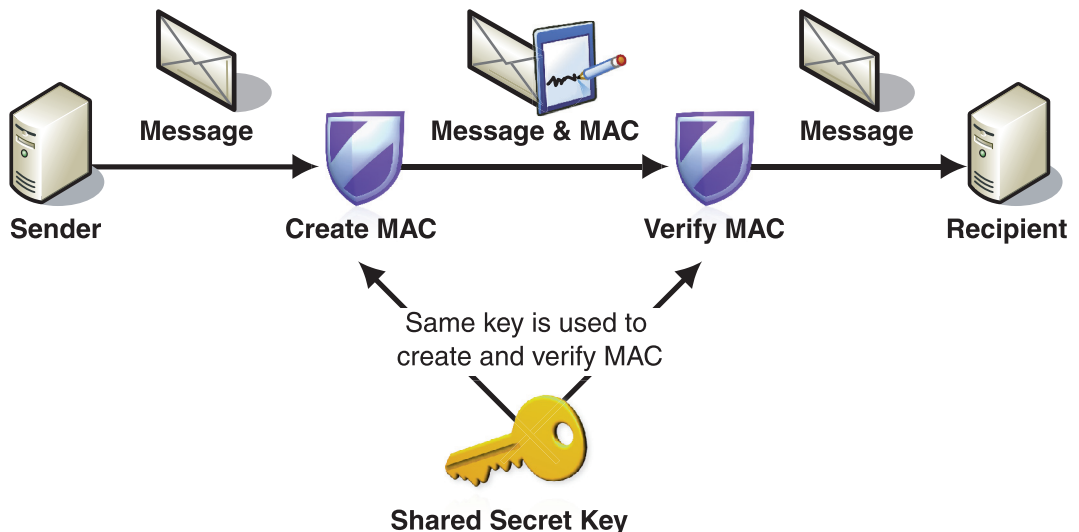 Message
Message & MAC
Message
Sender
Create MAC
Verify MAC
Recipient
Same key is used to
create and verify MAC
Shared Secret Key